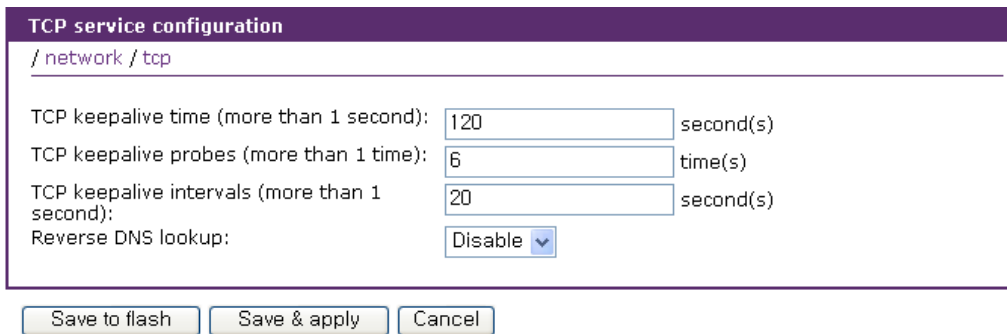 TCP service configuration
/ network / tcp
TCP keepalive time (more than 1 second): 120 second(s)
TCP keepalive probes (more than 1 time): 6 time(s)
TCP keepalive intervals (more than 1
second): 20 second(s)
Reverse DNS lookup: Disable
Save to flash Save & apply Cancel